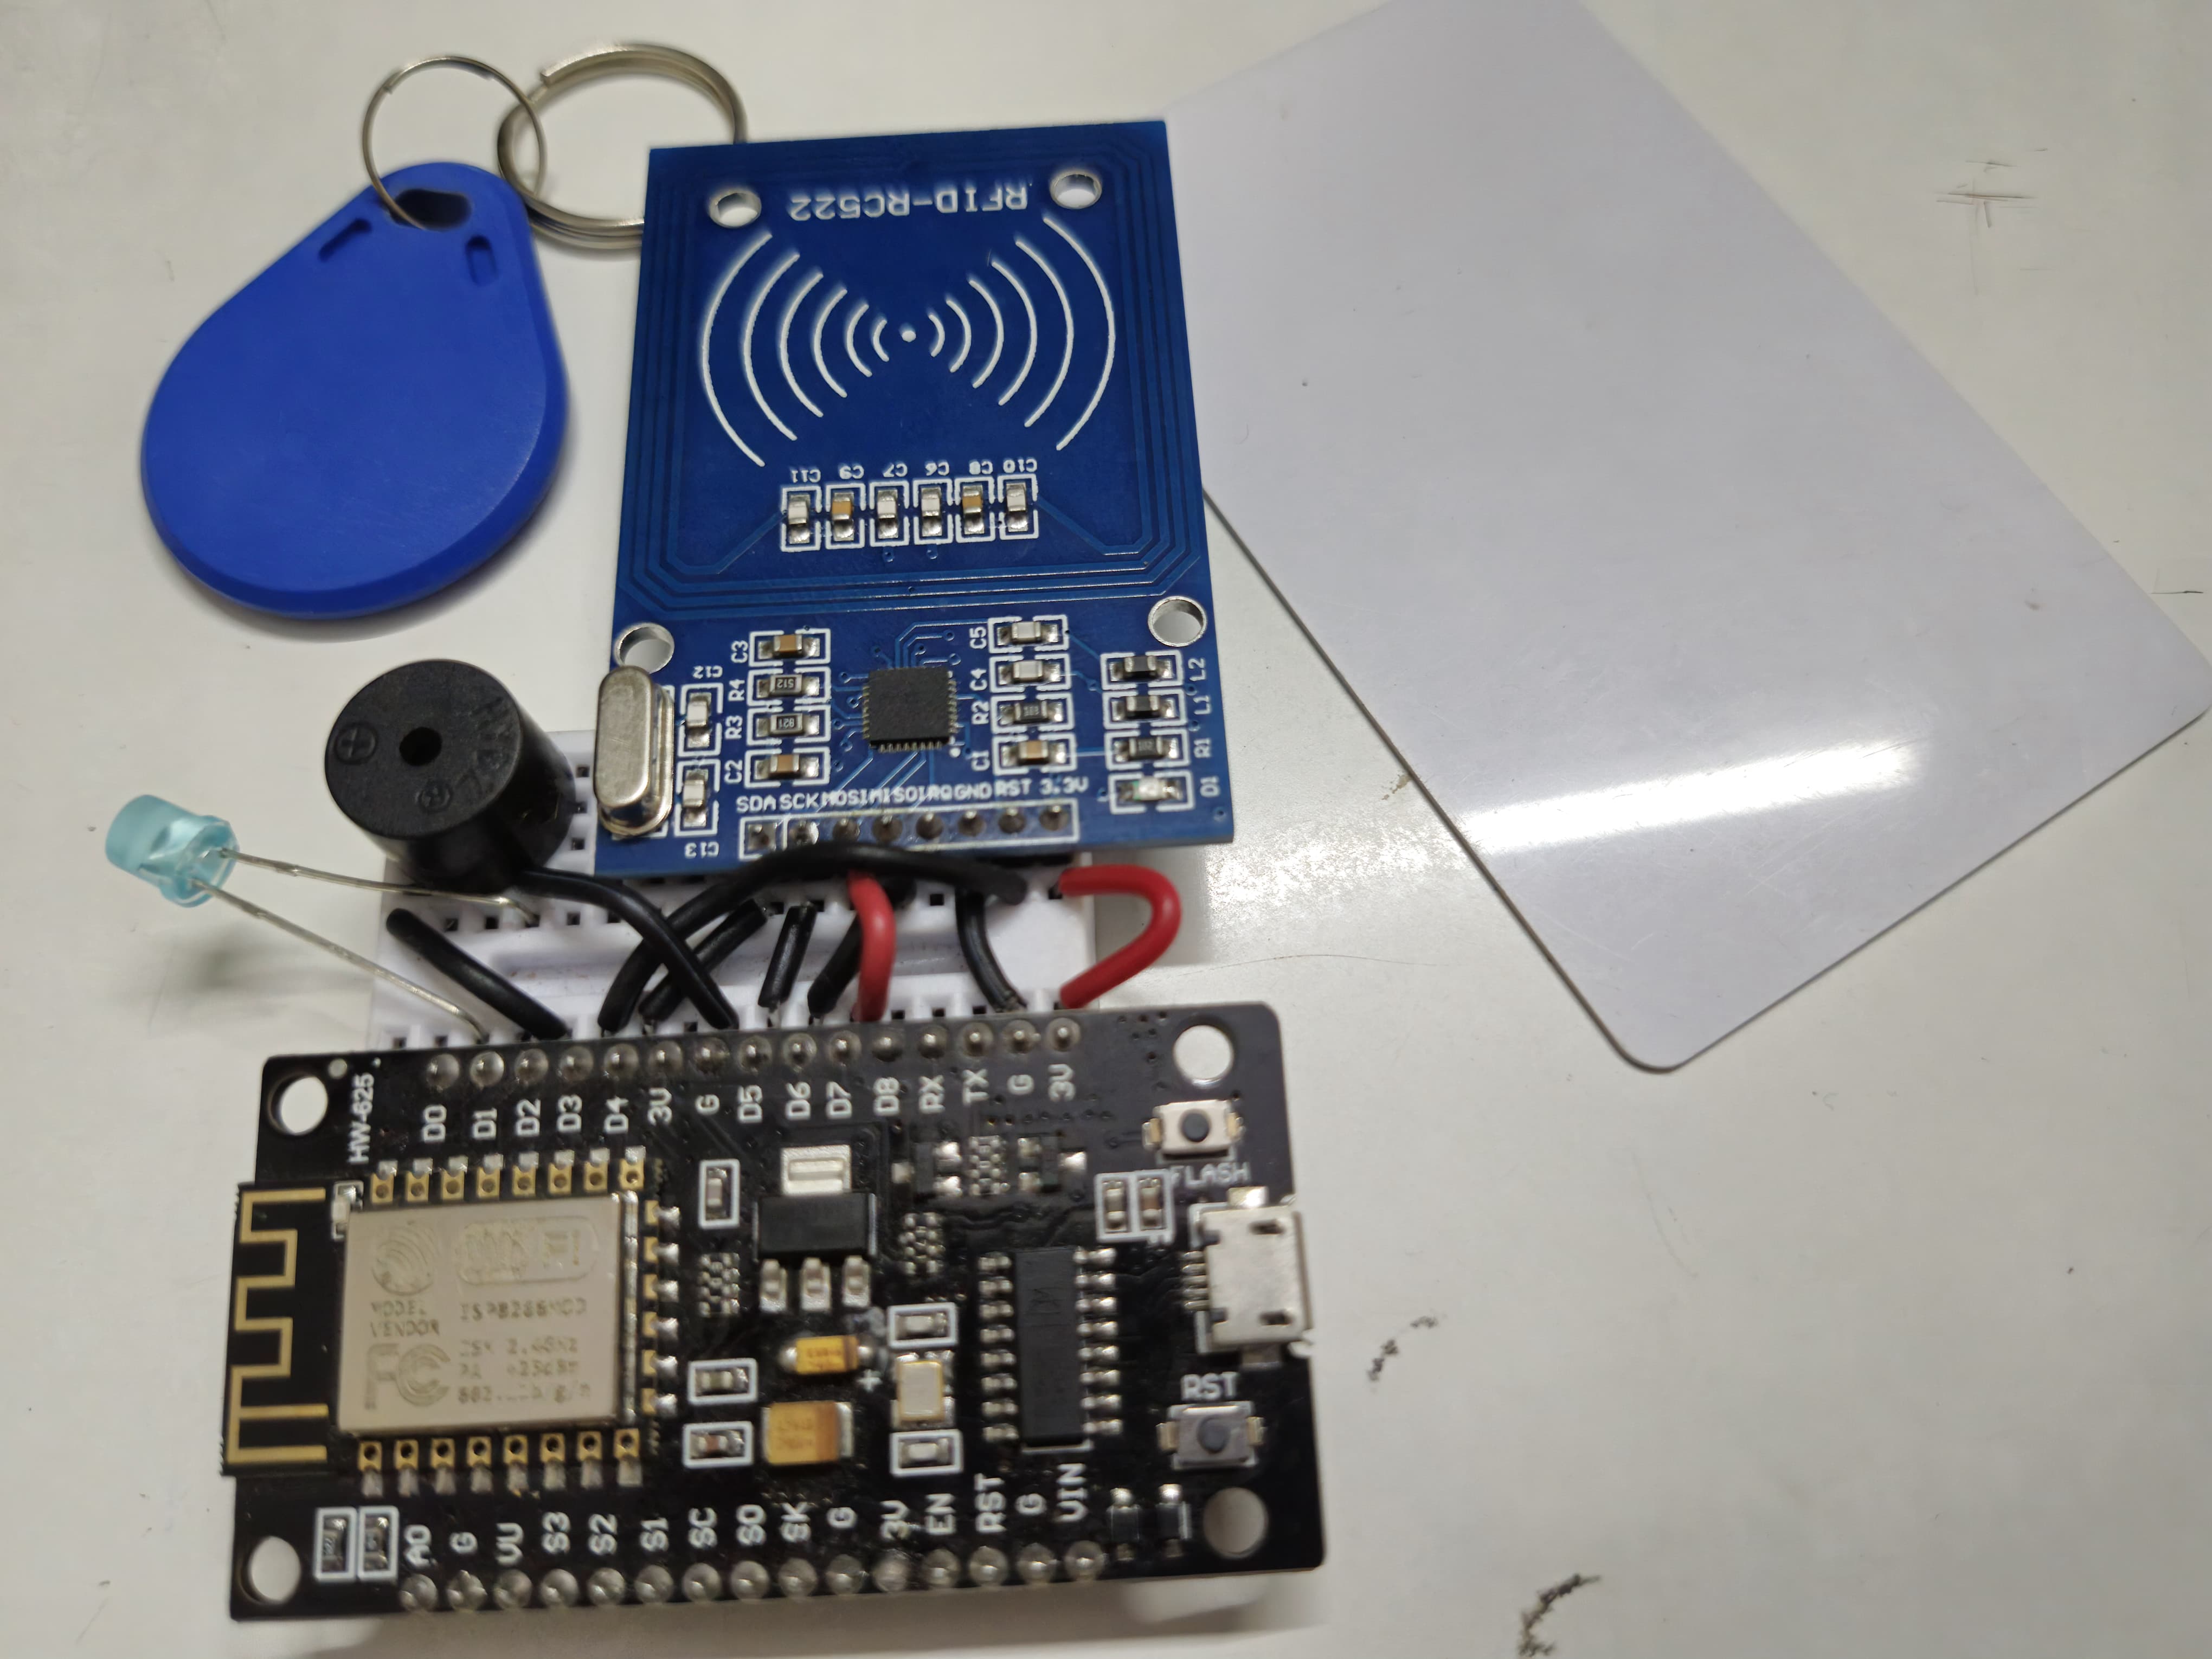 RFID-RC522
C11 C9 C7 C6 C8 C10
C3
C12
R4
R3
C2
C13
C5
C4
R2
C1
L2
L1
R1
D1
SDA SCK MOSI MISO IRQ GND RST 3.3V
HW-625
D0 D1 D2 D3 D4 3V G D5 D6 D7 D8 RX TX G 3V
FLASH
MODEL
VENDOR
FC
RST
A0 G VU S3 S2 S1 SC S0 SK G 3V EN RST G VIN